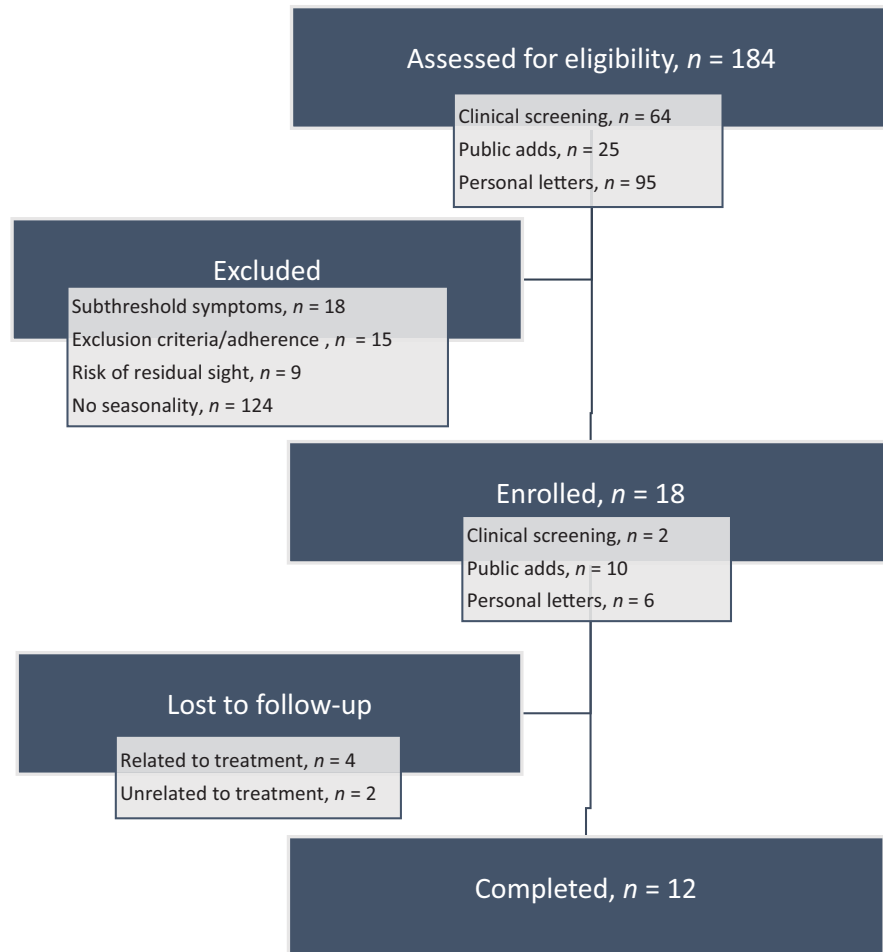 Assessed for eligibility, n = 184
Clinical screening, n = 64
Public adds, n = 25
Personal letters, n = 95
Excluded
Subthreshold symptoms, n = 18
Exclusion criteria/adherence , n = 15
Risk of residual sight, n = 9
No seasonality, n = 124
Enrolled, n = 18
Clinical screening, n = 2
Public adds, n = 10
Personal letters, n = 6
Lost to follow-up
Related to treatment, n = 4
Unrelated to treatment, n = 2
Completed, n = 12